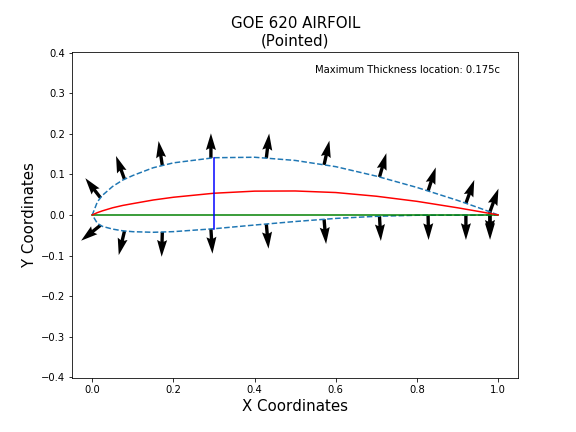 GOE 620 AIRFOIL
(Pointed)
Maximum Thickness location: 0.175c
Y Coordinates
0.4
0.3
0.2
0.1
0.0
−0.1
−0.2
−0.3
−0.4
0.0 0.2 0.4 0.6 0.8 1.0
X Coordinates